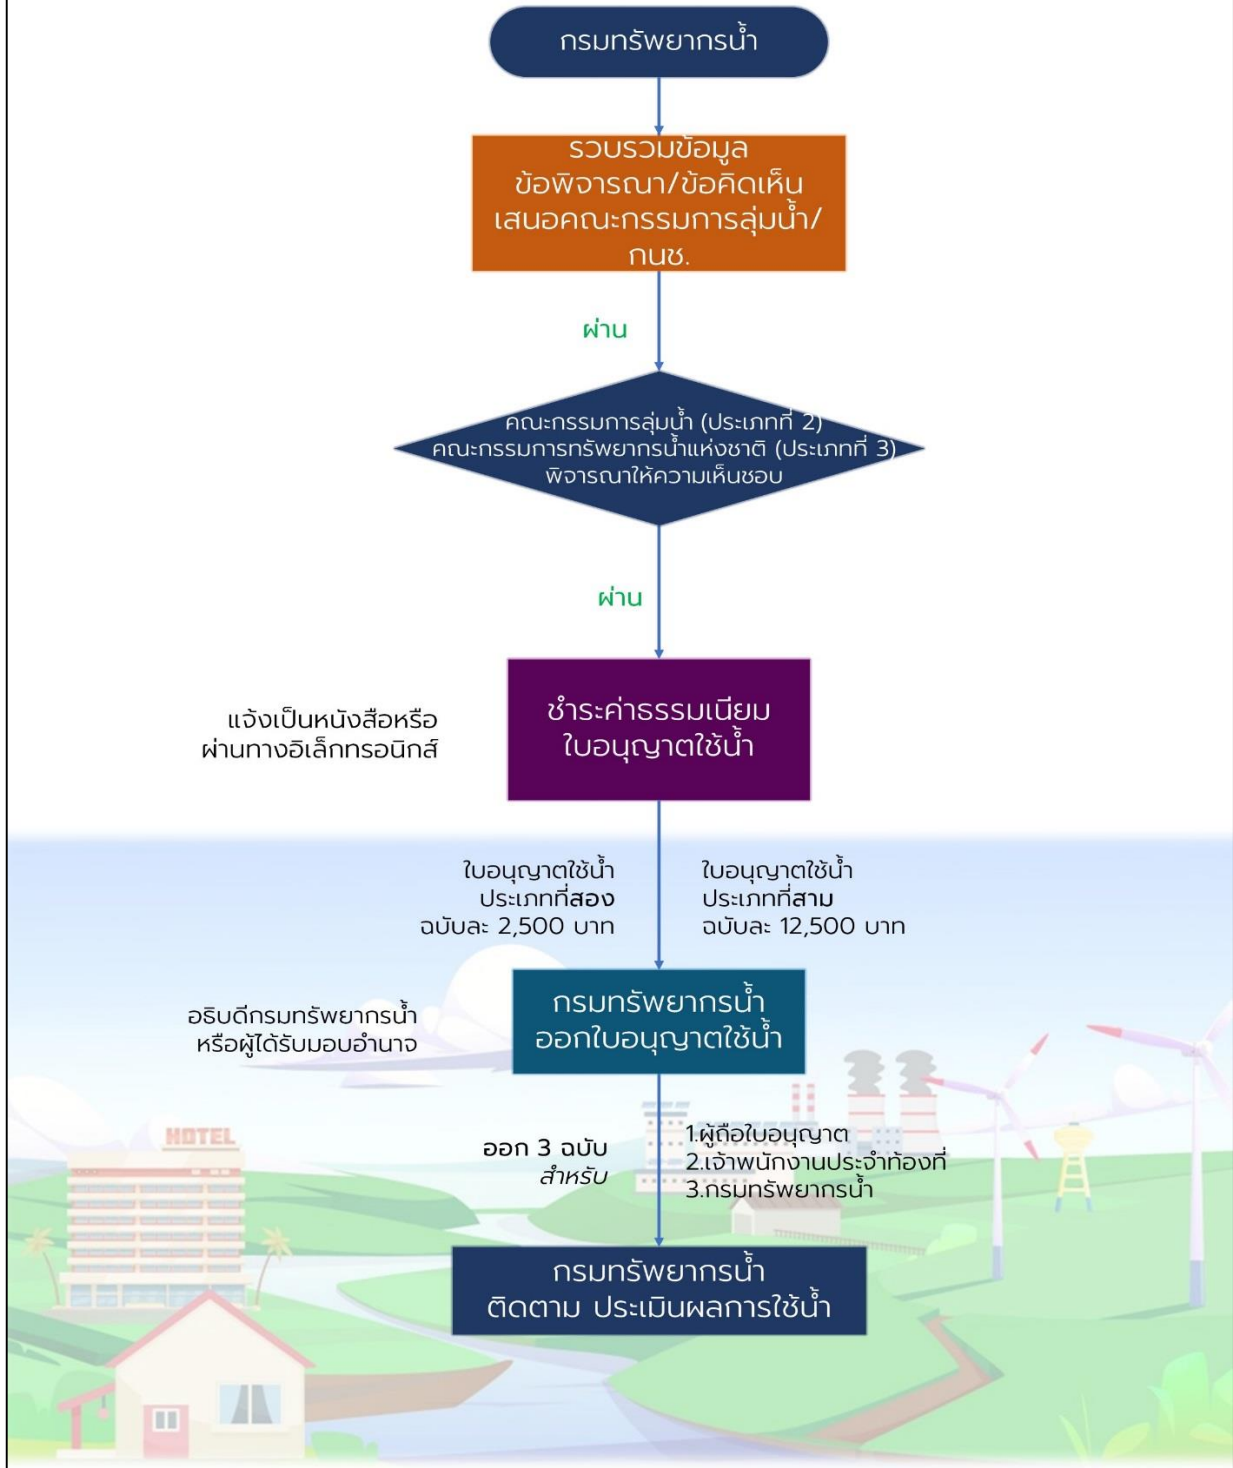 กรมทรัพยากรน้ำ
รวบรวมข้อมูล
ข้อพิจารณา/ข้อคิดเห็น
เสนอคณะกรรมการลุ่มน้ำ/
กนช.
ผ่าน
คณะกรรมการลุ่มน้ำ (ประเภทที่ 2)
คณะกรรมการทรัพยากรน้ำแห่งชาติ (ประเภทที่ 3)
พิจารณาให้ความเห็นชอบ
ผ่าน
ชำระค่าธรรมเนียม
ใบอนุญาตใช้น้ำ
แจ้งเป็นหนังสือหรือ
ผ่านทางอิเล็กทรอนิกส์
ใบอนุญาตใช้น้ำ
ประเภทที่สอง
ฉบับละ 2,500 บาท
ใบอนุญาตใช้น้ำ
ประเภทที่สาม
ฉบับละ 12,500 บาท
กรมทรัพยากรน้ำ
ออกใบอนุญาตใช้น้ำ
อธิบดีกรมทรัพยากรน้ำ
หรือผู้ได้รับมอบอำนาจ
HOTEL
ออก 3 ฉบับ
สำหรับ
1.ผู้ถือใบอนุญาต
2.เจ้าพนักงานประจำท้องที่
3.กรมทรัพยากรน้ำ
กรมทรัพยากรน้ำ
ติดตาม ประเมินผลการใช้น้ำ